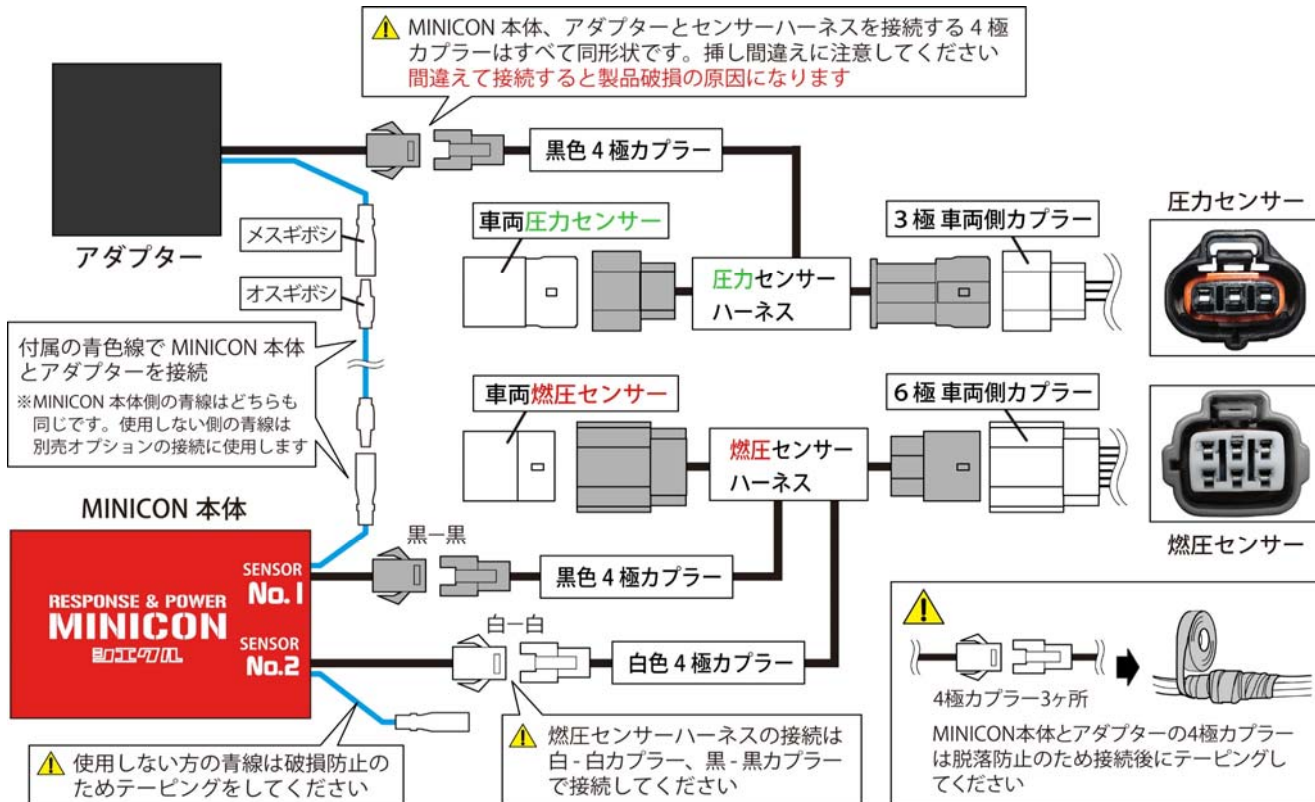 MINICON 本体、アダプターとセンサーハーネスを接続する 4 極
カプラーはすべて同形状です。挿し間違えに注意してください
間違えて接続すると製品破損の原因になります
黒色 4 極カプラー
アダプター
メスギボシ
オスギボシ
車両圧力センサー
3 極 車両側カプラー
圧力センサー
圧力センサー
ハーネス
付属の青色線で MINICON 本体
とアダプターを接続
※MINICON 本体側の青線はどちらも
同じです。使用しない側の青線は
別売オプションの接続に使用します
車両燃圧センサー
6 極 車両側カプラー
燃圧センサー
ハーネス
燃圧センサー
MINICON 本体
黒ー黒
SENSOR
No.1
黒色 4 極カプラー
RESPONSE & POWER
MINICON
白ー白
SENSOR
No.2
白色 4 極カプラー
4極カプラー3ヶ所
MINICON本体とアダプターの4極カプラー
は脱落防止のため接続後にテーピングし
てください
使用しない方の青線は破損防止の
ためテーピングをしてください
燃圧センサーハーネスの接続は
白 - 白カプラー、黒 - 黒カプラー
で接続してください